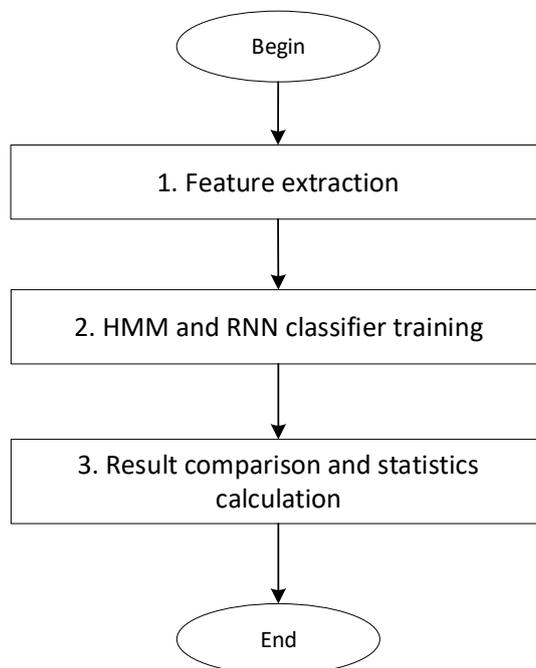 Begin
1. Feature extraction
2. HMM and RNN classifier training
3. Result comparison and statistics
calculation
End